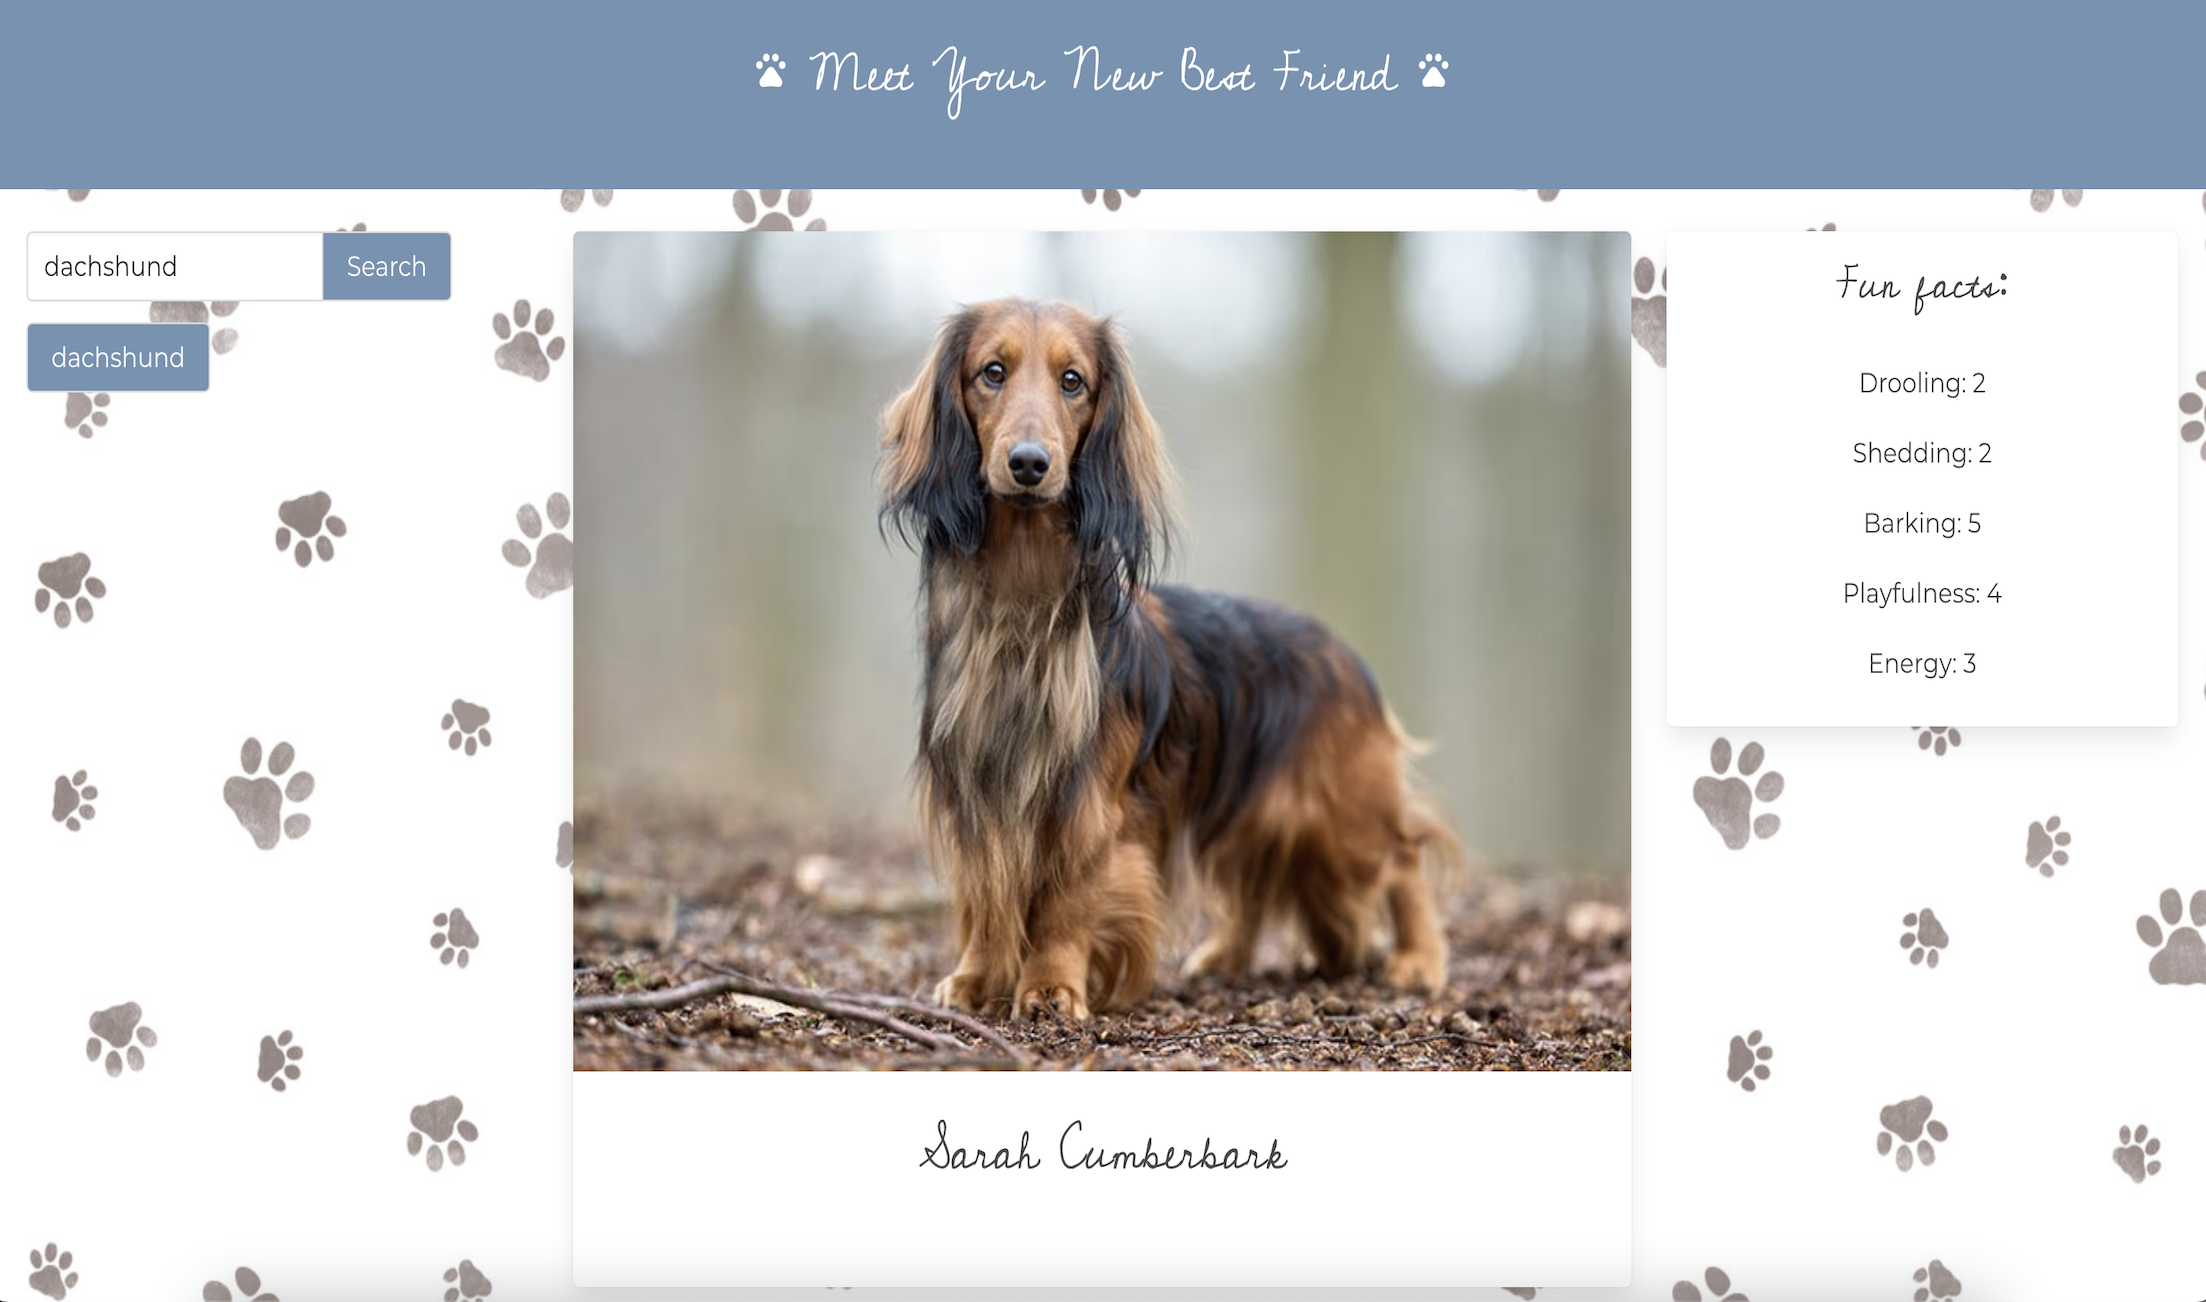 Meet Your New Best Friend
dachshund
Search
dachshund
Sarah Cumberbark
Fun facts:
Drooling: 2
Shedding: 2
Barking: 5
Playfulness: 4
Energy: 3